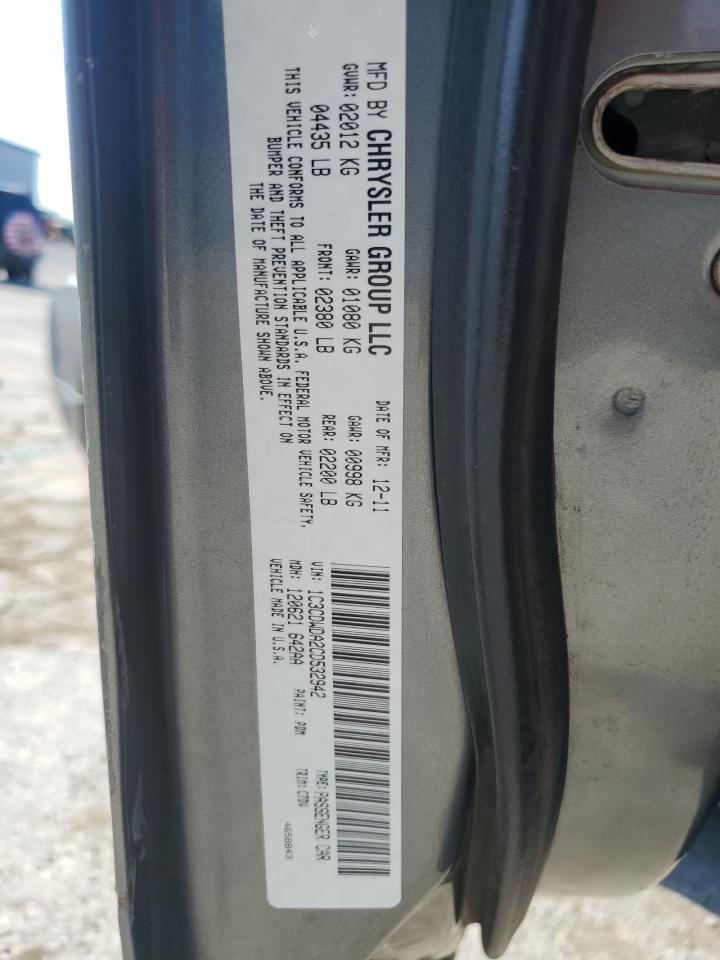 MFD BY CHRYSLER GROUP LLC DATE OF MFR: 12-11
GVWR: 02012 KG GAWR: 01080 KG GAWR: 00998 KG
04435 LB FRONT: 02380 LB REAR: 02200 LB
THIS VEHICLE CONFORMS TO ALL APPLICABLE U.S.A. FEDERAL MOTOR VEHICLE SAFETY,
BUMPER AND THEFT PREVENTION STANDARDS IN EFFECT ON
THE DATE OF MANUFACTURE SHOWN ABOVE.
VIN: 1C3CDWDA2CD532942 TYPE: PASSENGER CAR
MDH: 120621 642AA PAINT: PDM TRIM: C7DV
VEHICLE MADE IN U.S.A. 4658843